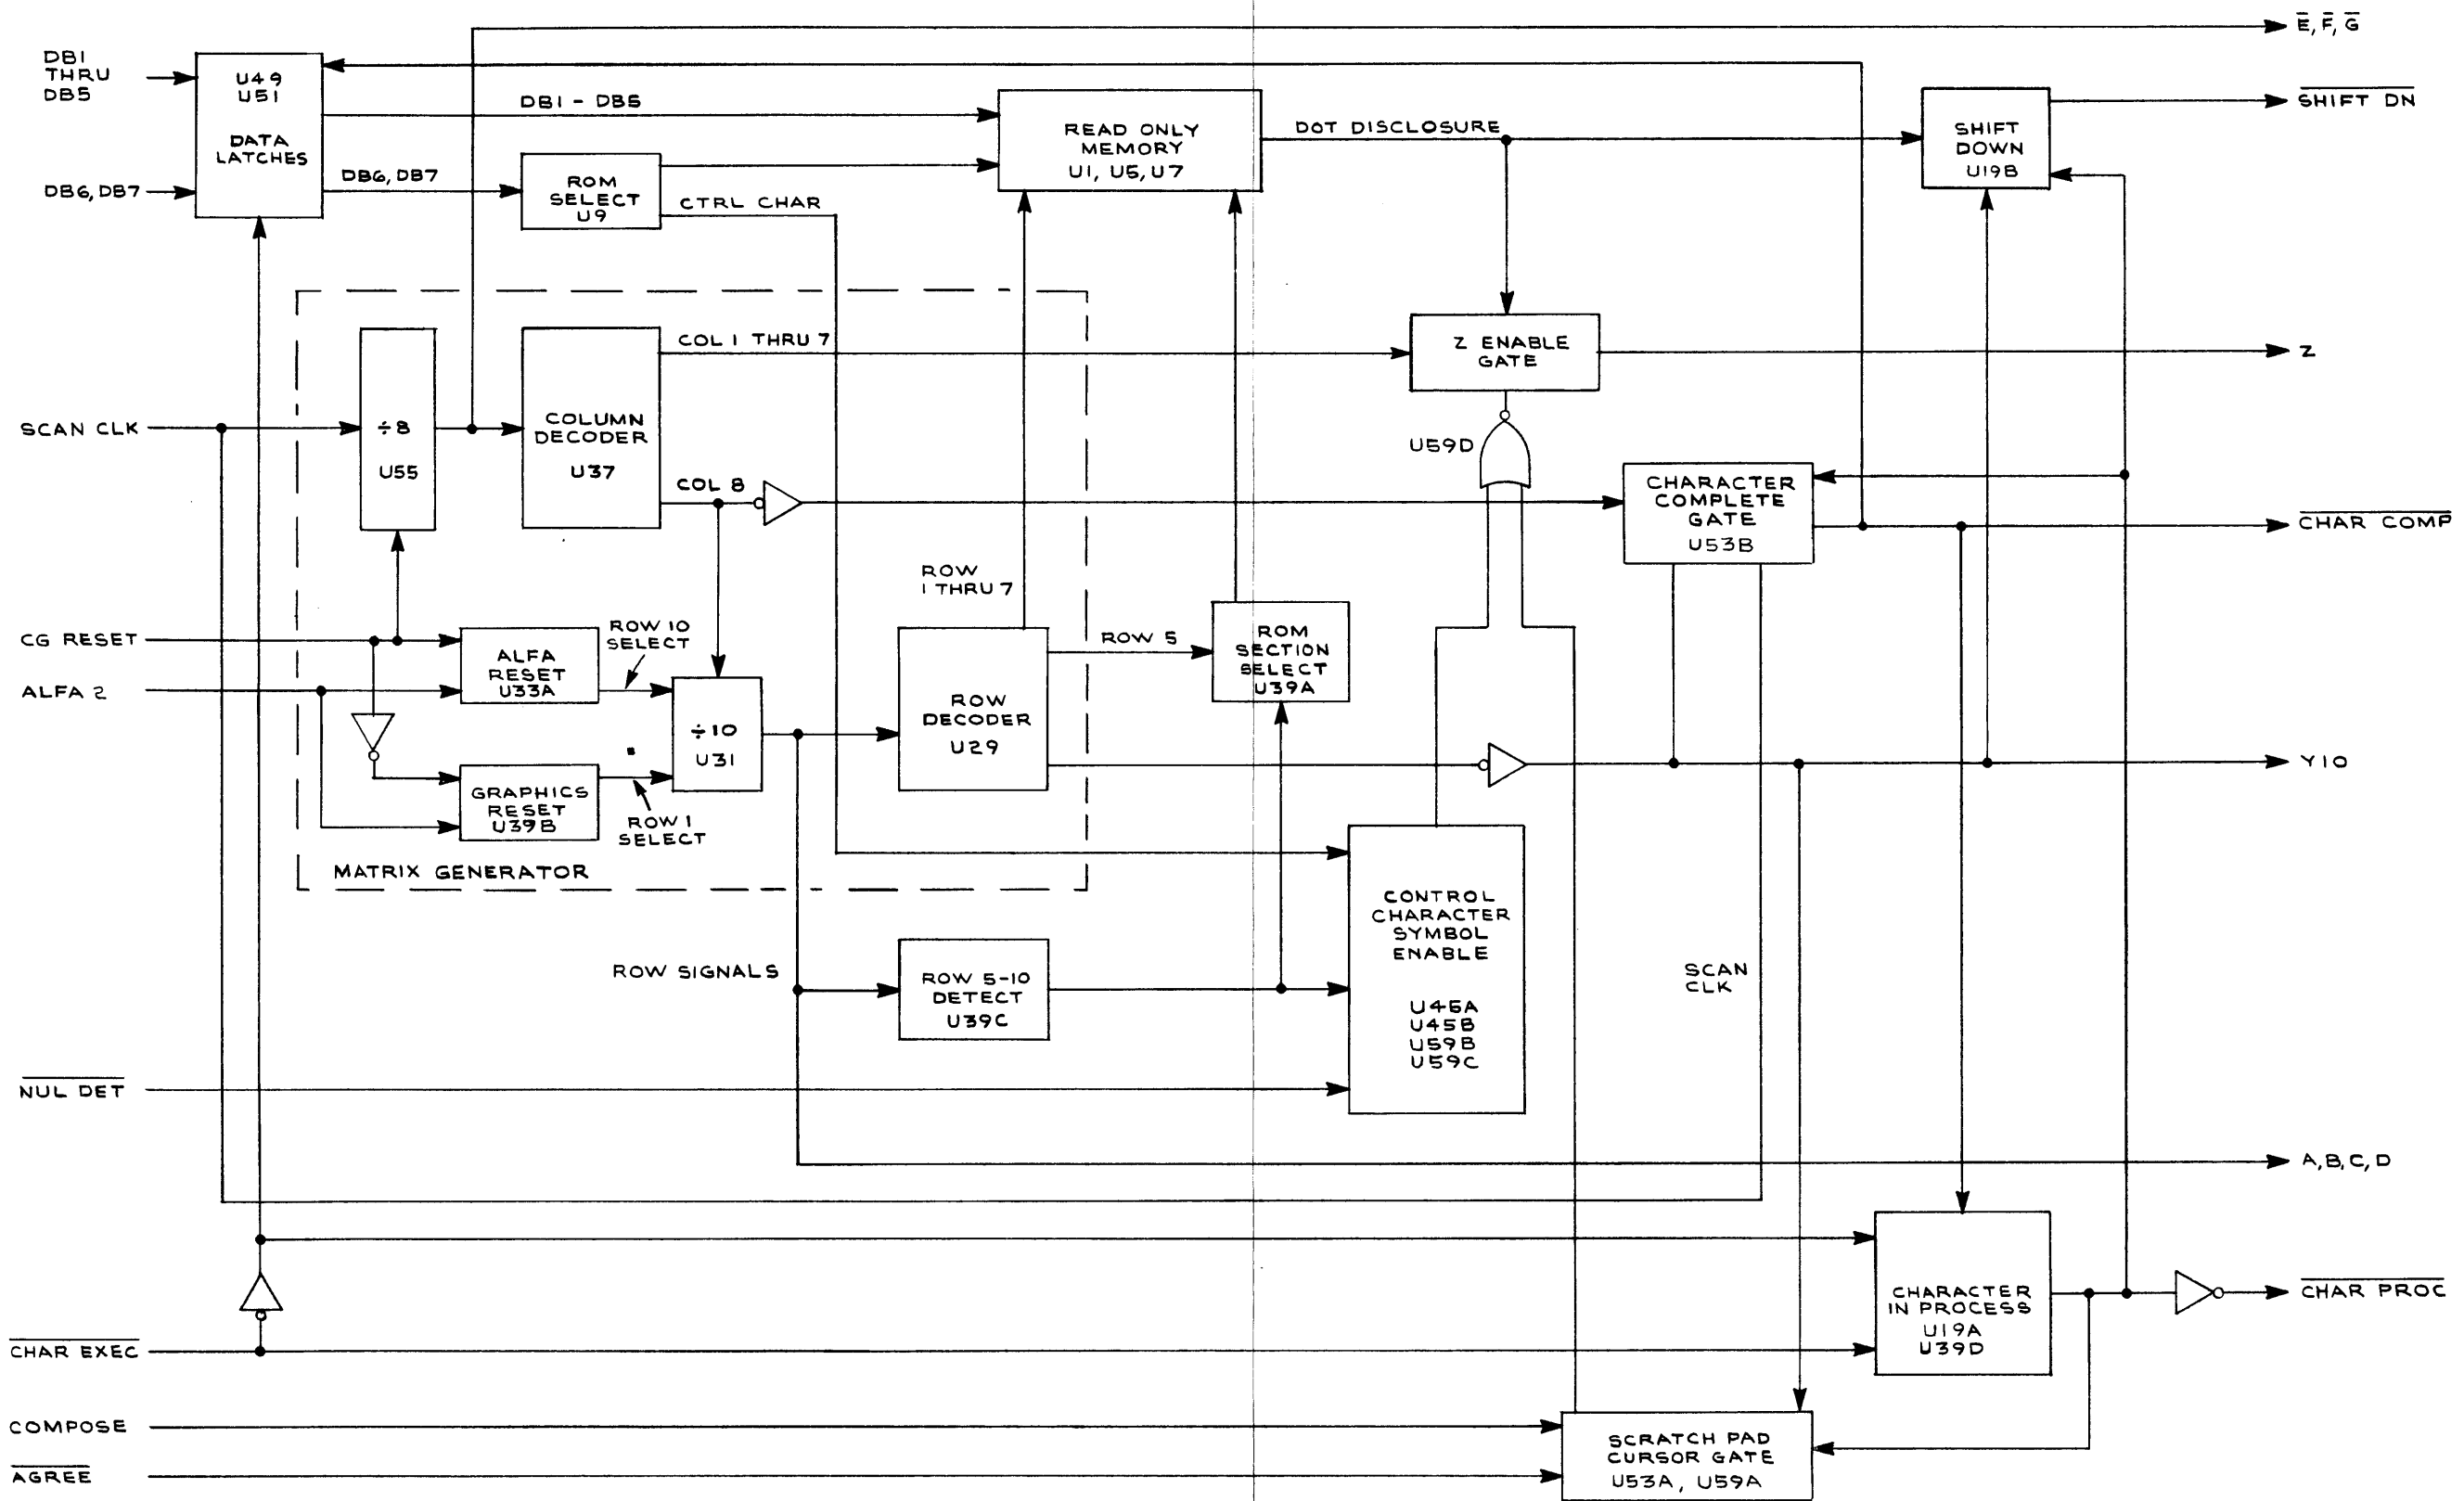 Ē, F̄, Ḡ
DB1
THRU
DB5
U49
U51
DATA
LATCHES
DB6, DB7
DB1 - DB5
DB6, DB7
ROM
SELECT
U9
CTRL CHAR
READ ONLY
MEMORY
U1, U5, U7
DOT DISCLOSURE
SHIFT
DOWN
U19B
SHIFT DN
SCAN CLK
÷8
U55
COLUMN
DECODER
U37
COL 1 THRU 7
COL 8
Z ENABLE
GATE
Z
U59D
CHARACTER
COMPLETE
GATE
U53B
CHAR COMP
CG RESET
ALFA 2
ALFA
RESET
U33A
ROW 10
SELECT
GRAPHICS
RESET
U39B
ROW 1
SELECT
÷10
U31
ROW
1 THRU 7
ROW
DECODER
U29
ROW 5
ROM
SECTION
SELECT
U39A
Y10
MATRIX GENERATOR
ROW SIGNALS
ROW 5-10
DETECT
U39C
CONTROL
CHARACTER
SYMBOL
ENABLE
U45A
U45B
U59B
U59C
SCAN
CLK
NUL DET
A, B, C, D
CHARACTER
IN PROCESS
U19A
U39D
CHAR PROC
CHAR EXEC
COMPOSE
AGREE
SCRATCH PAD
CURSOR GATE
U53A, U59A